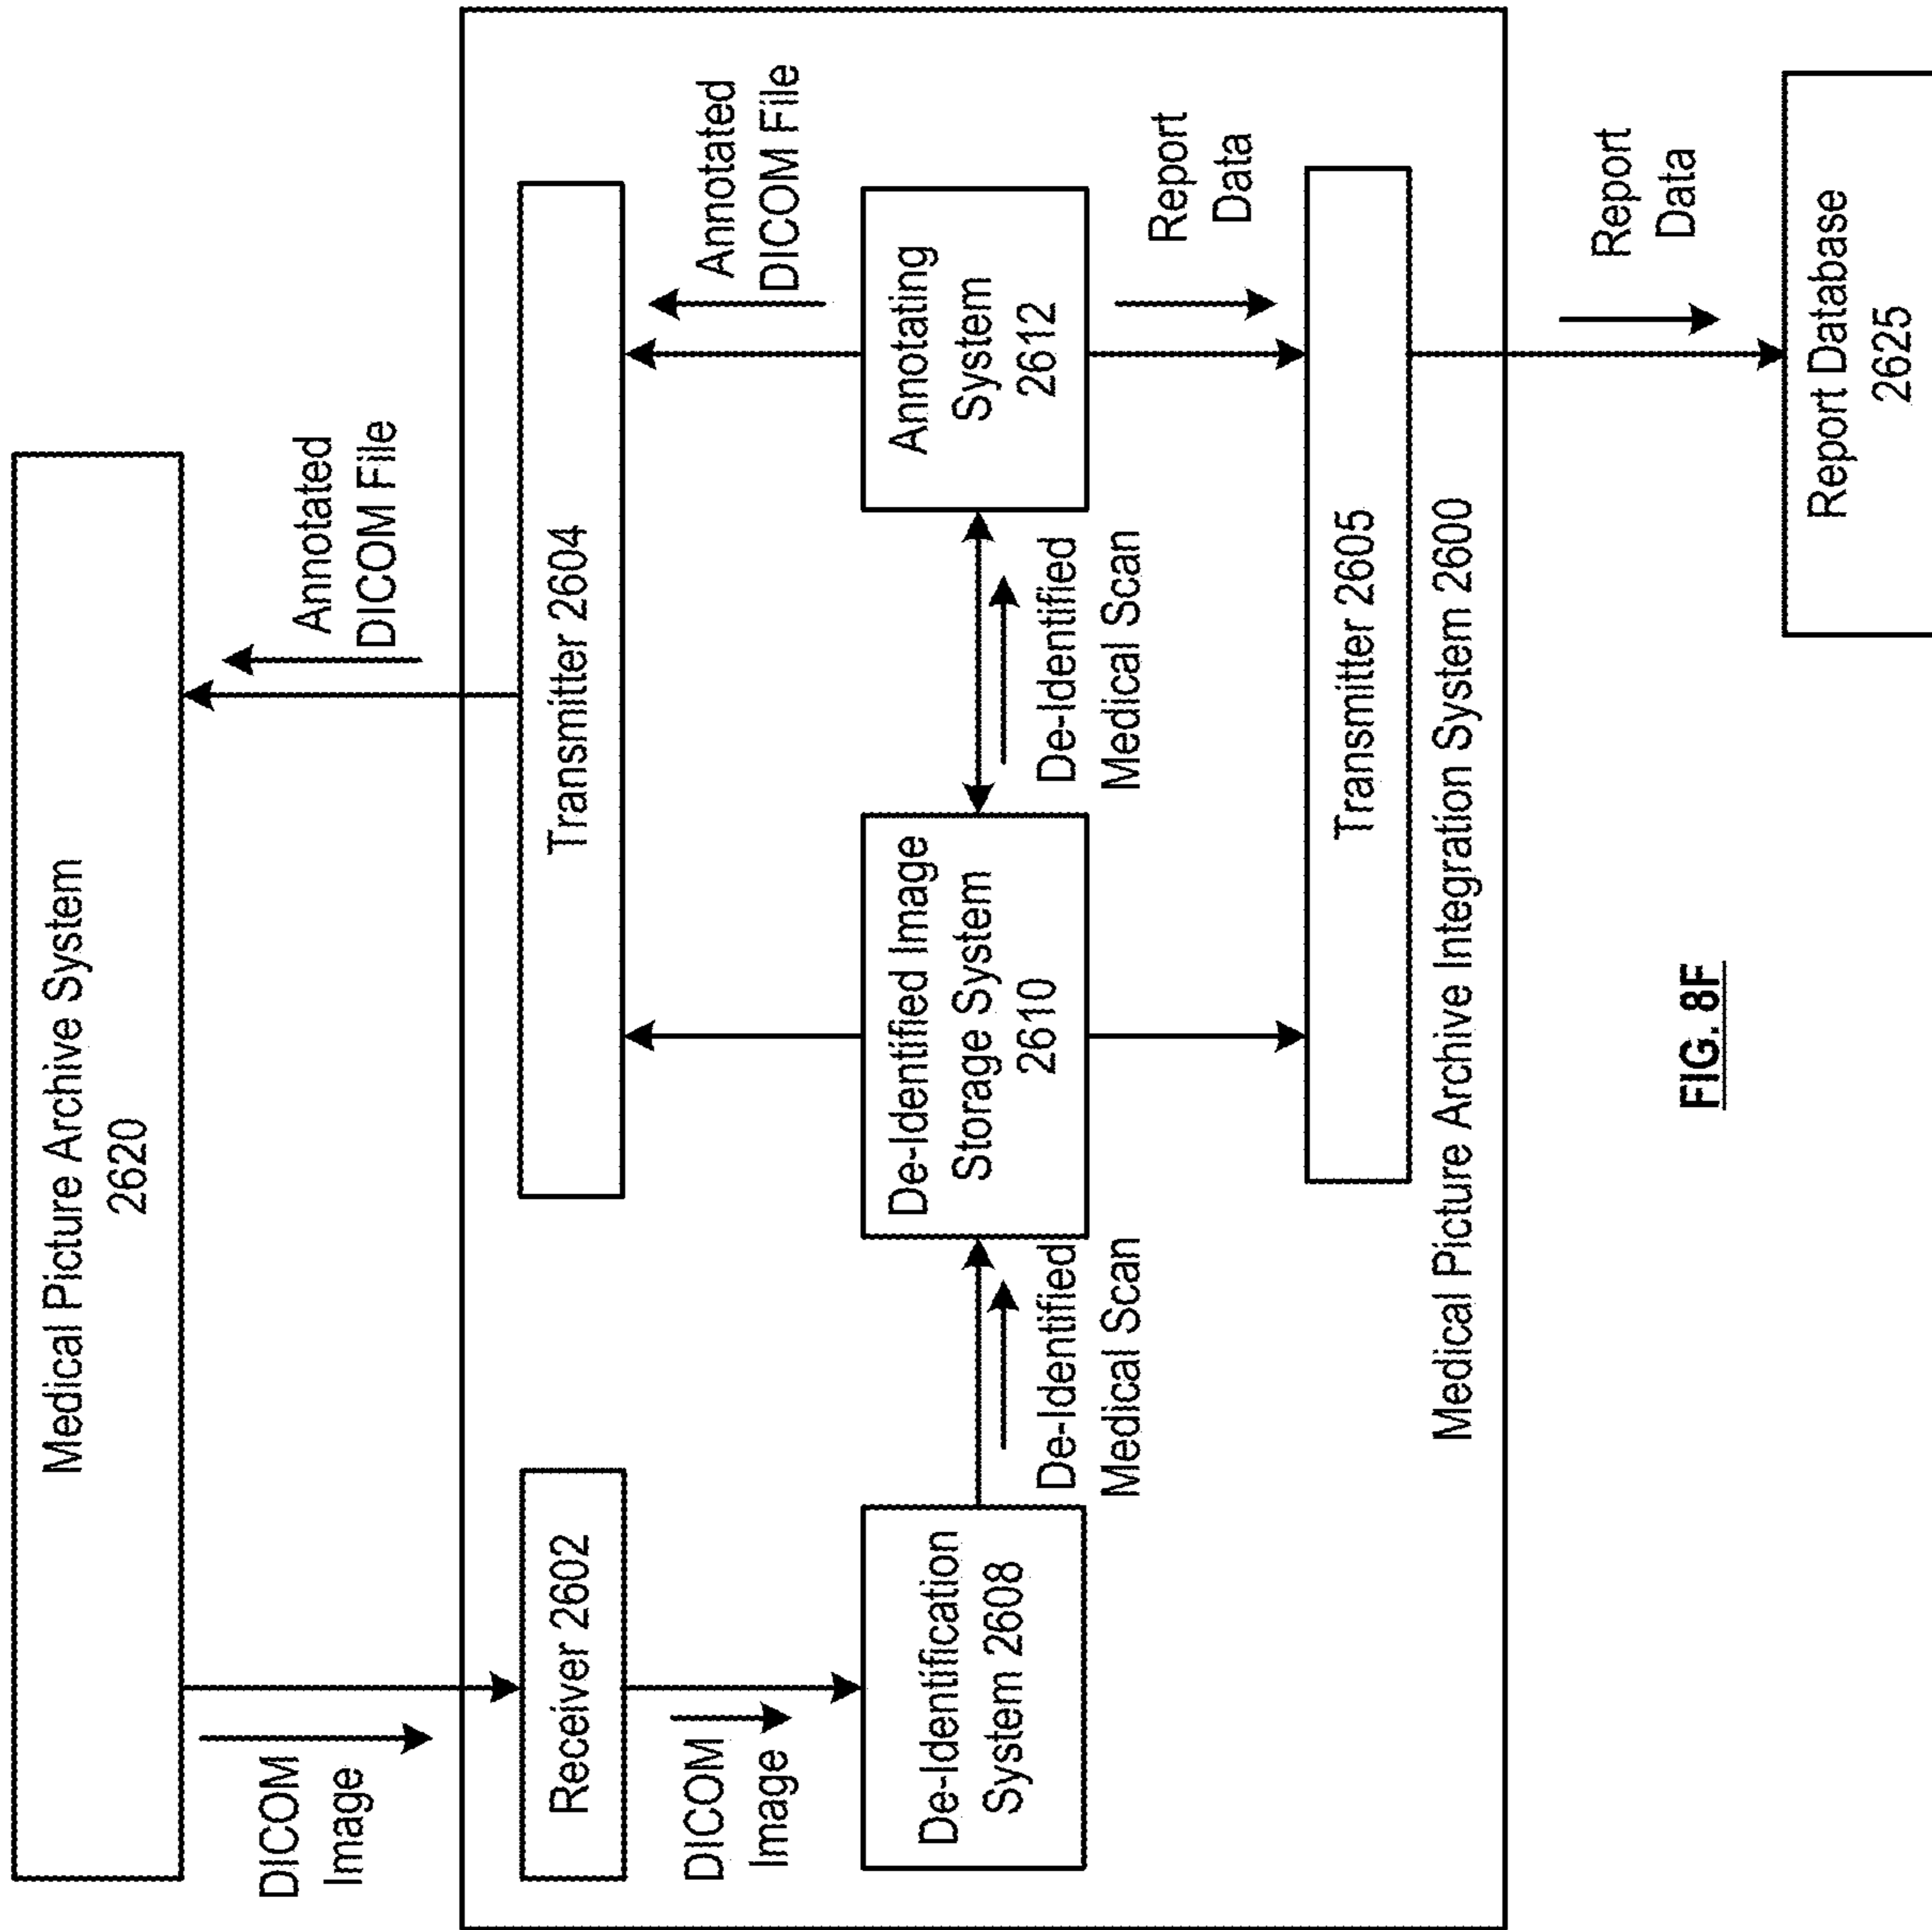 Medical Picture Archive System
2620
DICOM
Image
Annotated
DICOM File
Receiver 2602
Transmitter 2604
DICOM
Image
Annotated
DICOM File
De-Identification
System 2608
De-Identified
Medical Scan
De-Identified Image
Storage System
2610
De-Identified
Medical Scan
Annotating
System
2612
Report
Data
Transmitter 2605
Medical Picture Archive Integration System 2600
Report
Data
Report Database
2625
FIG. 8F